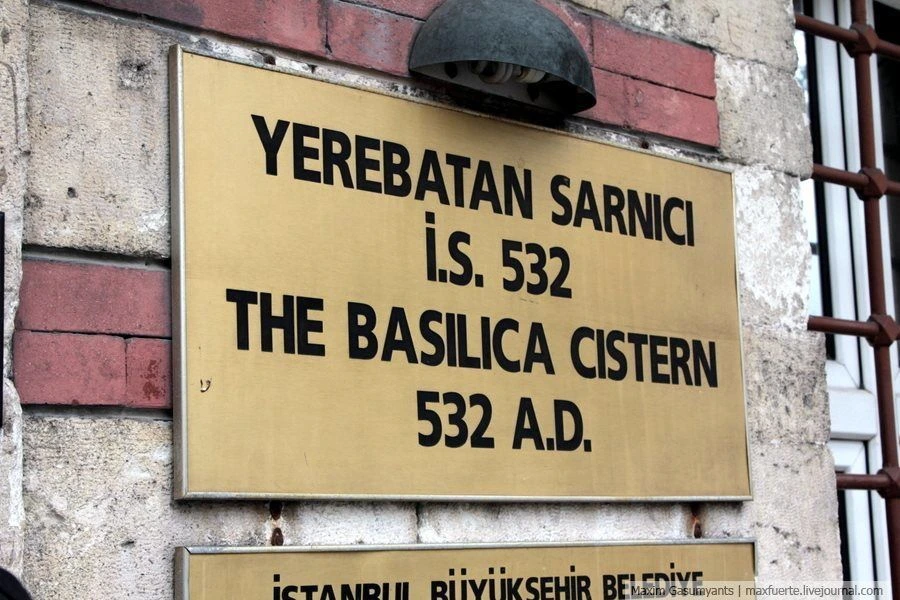 YEREBATAN SARNICI
İ.S. 532
THE BASILICA CISTERN
532 A.D.
İSTANBUL BÜYÜKŞEHİR BELEDİYE
Maxim Gasumyants | maxfuerte.livejournal.com